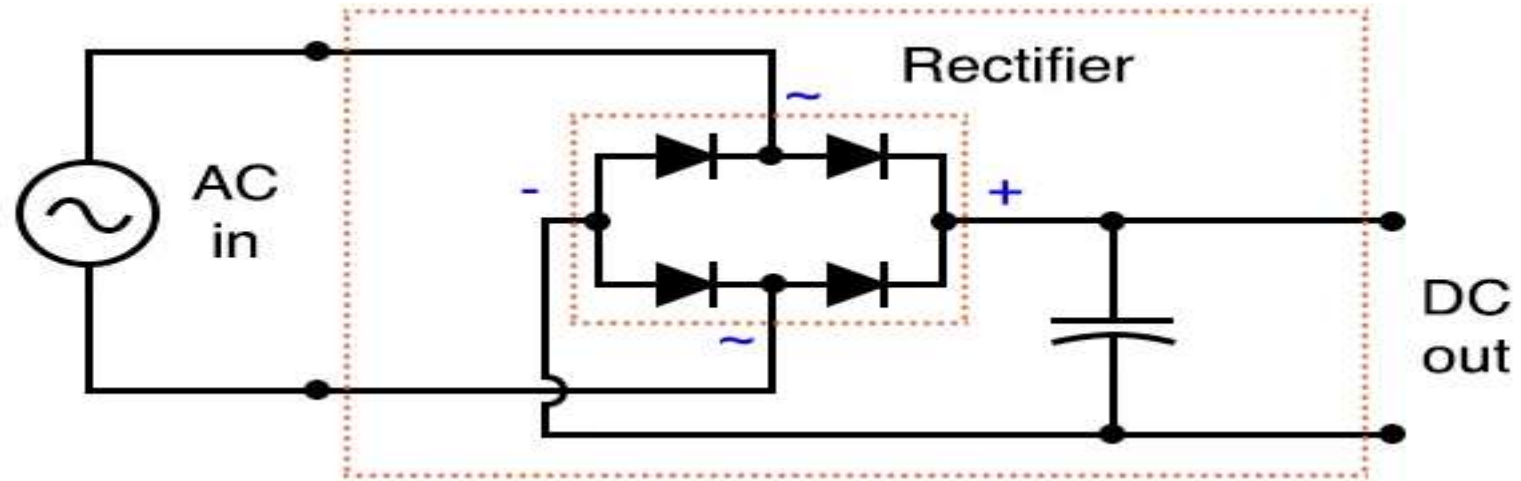 Rectifier
~
AC
in
-
+
~
DC
out